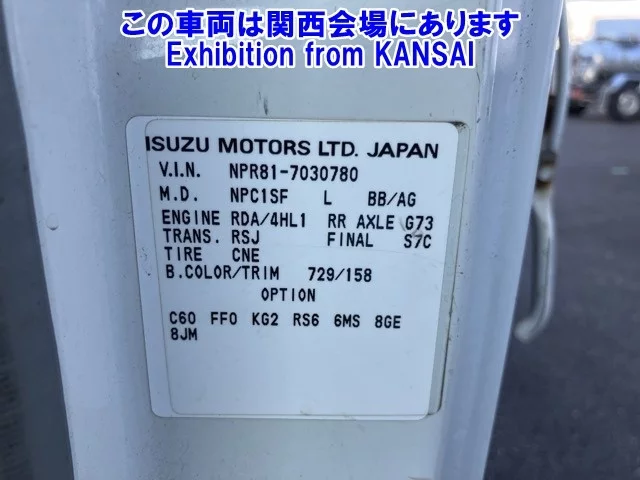 この車両は関西会場にあります
Exhibition from KANSAI
ISUZU MOTORS LTD. JAPAN
V.I.N. NPR81-7030780
M.D. NPC1SF L BB/AG
ENGINE RDA/4HL1 RR AXLE G73
TRANS. RSJ FINAL S7C
TIRE CNE
B.COLOR/TRIM 729/158
OPTION
C60 FF0 KG2 RS6 6MS 8GE
8JM